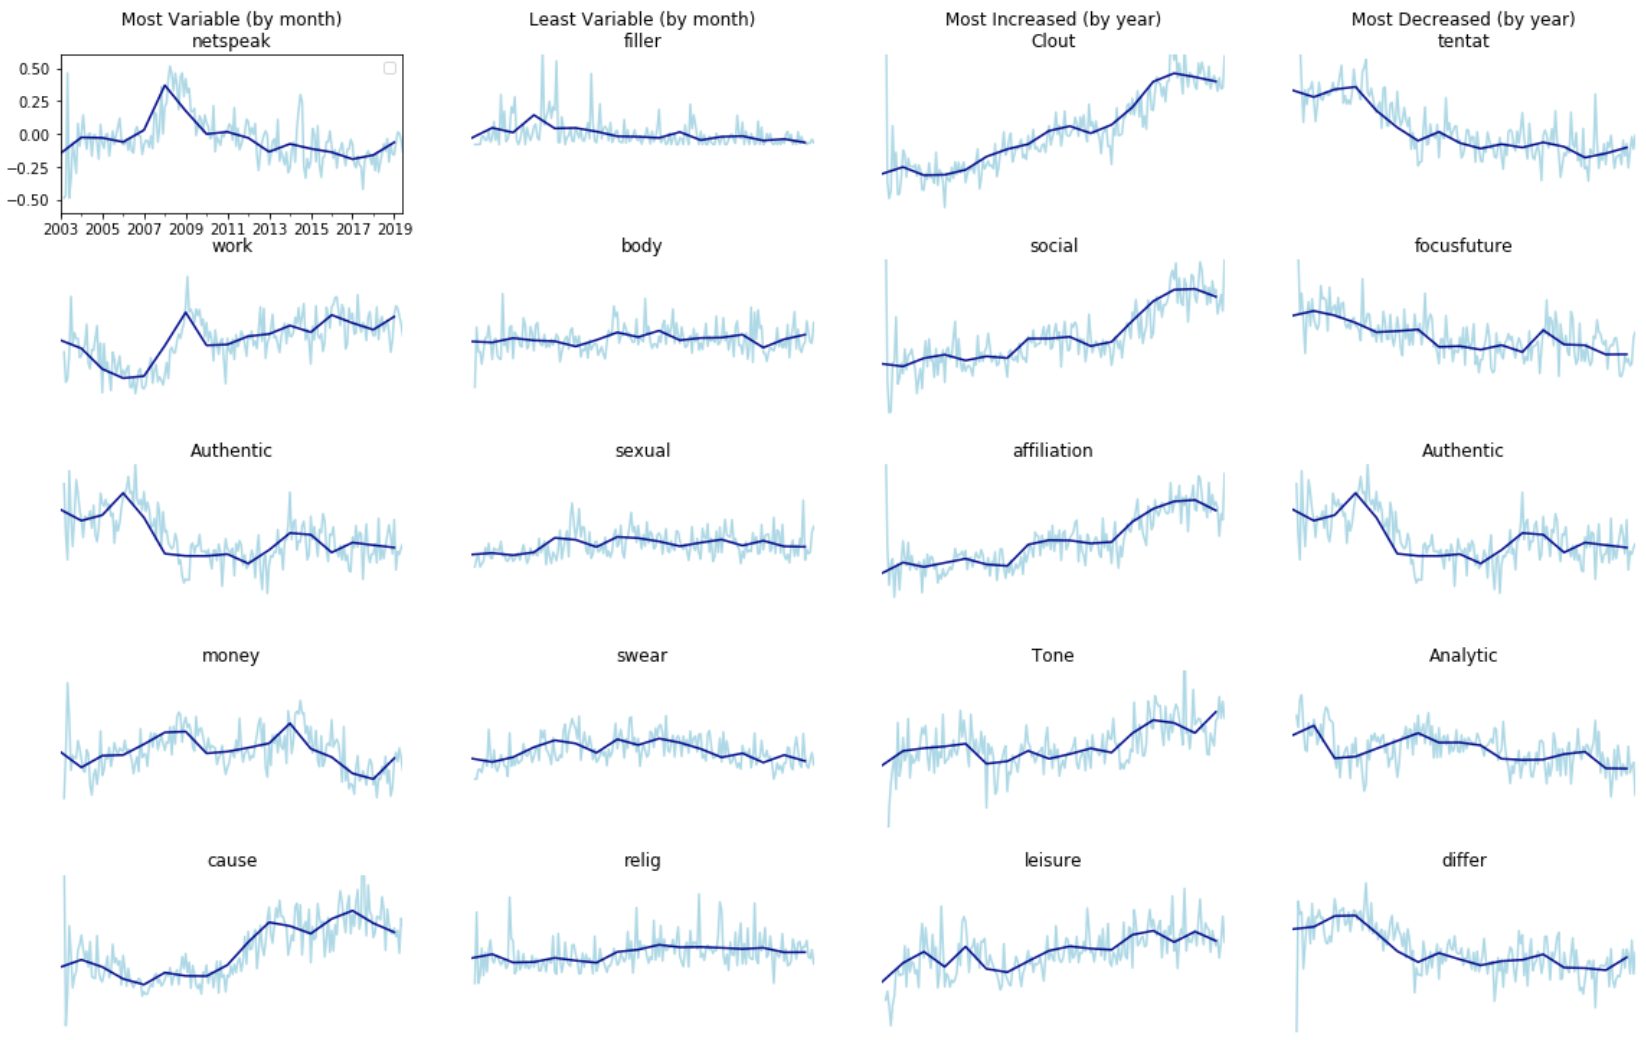 Most Variable (by month)
netspeak
Least Variable (by month)
filler
Most Increased (by year)
Clout
Most Decreased (by year)
tentat
0.50
0.25
0.00
−0.25
−0.50
2003 2005 2007 2009 2011 2013 2015 2017 2019
work
body
social
focusfuture
Authentic
sexual
affiliation
Authentic
money
swear
Tone
Analytic
cause
relig
leisure
differ